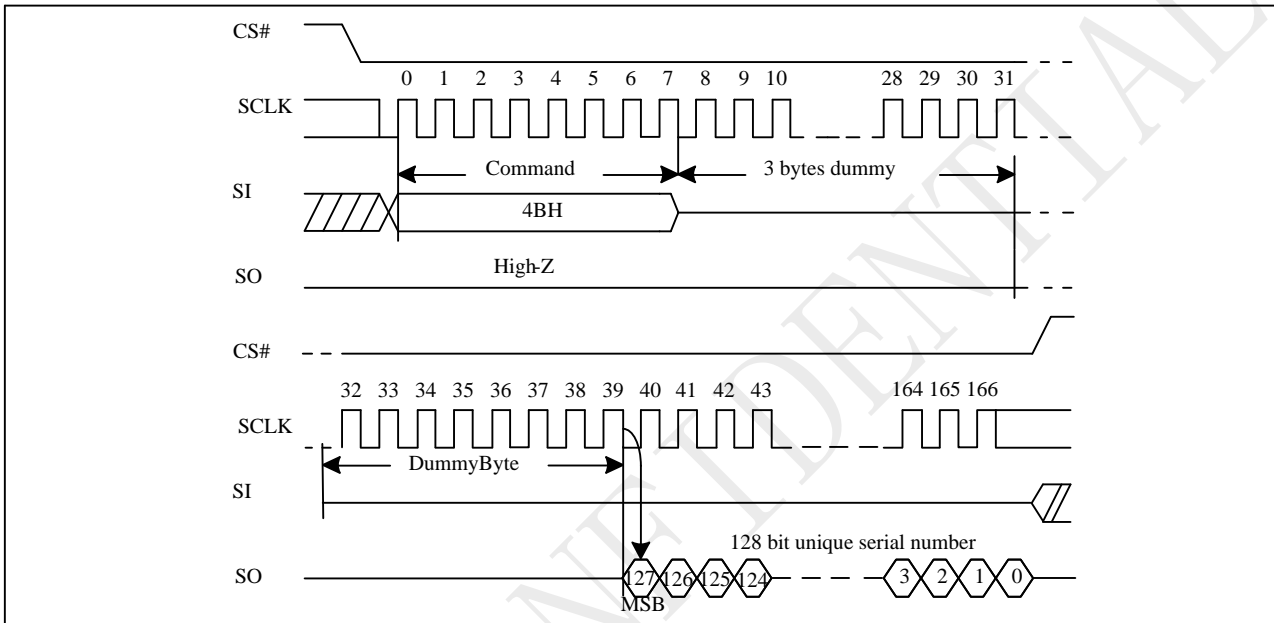 CS#
0 1 2 3 4 5 6 7 8 9 10 28 29 30 31
SCLK
Command 3 bytes dummy
SI
4BH
High-Z
SO
CS#
32 33 34 35 36 37 38 39 40 41 42 43 164 165 166
SCLK
DummyByte
SI
128 bit unique serial number
SO 127 126 125 124 3 2 1 0
MSB